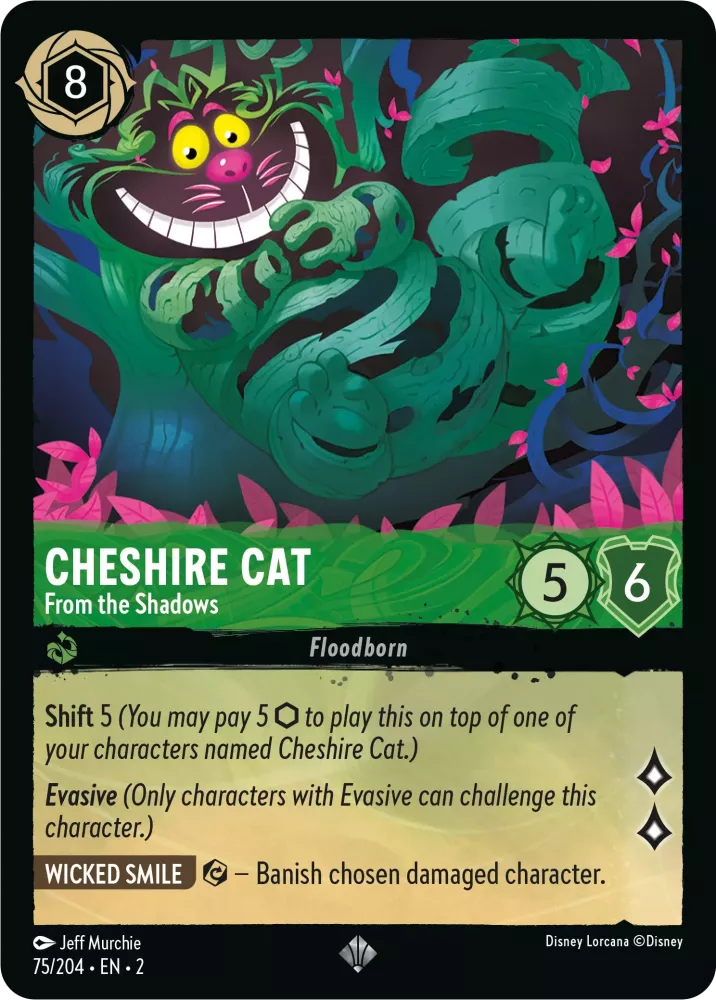 8
CHESHIRE CAT
From the Shadows
5
6
Floodborn
Shift 5 (You may pay 5 ⬡ to play this on top of one of
your characters named Cheshire Cat.)
Evasive (Only characters with Evasive can challenge this
character.)
WICKED SMILE – Banish chosen damaged character.
Jeff Murchie
Disney Lorcana ©Disney
75/204 • EN • 2